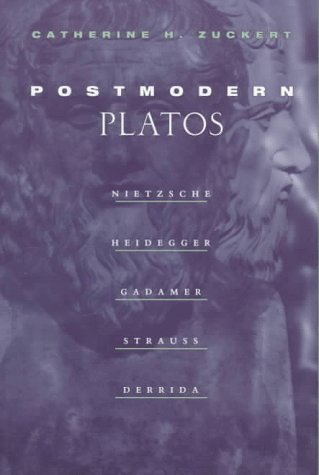 CATHERINE H. ZUCKERT
POSTMODERN
PLATOS
NIETZSCHE
HEIDEGGER
GADAMER
STRAUSS
DERRIDA